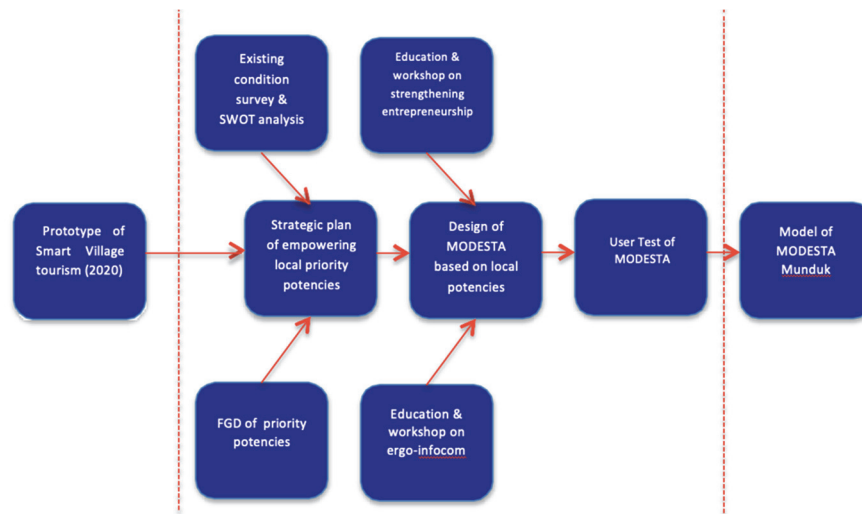 Existing
condition
survey &
SWOT analysis
Education &
workshop on
strengthening
entrepreneurship
Prototype of
Smart Village
tourism (2020)
Strategic plan
of empowering
local priority
potencies
Design of
MODESTA
based on local
potencies
User Test of
MODESTA
Model of
MODESTA
Munduk
FGD of priority
potencies
Education &
workshop on
ergo-infocom